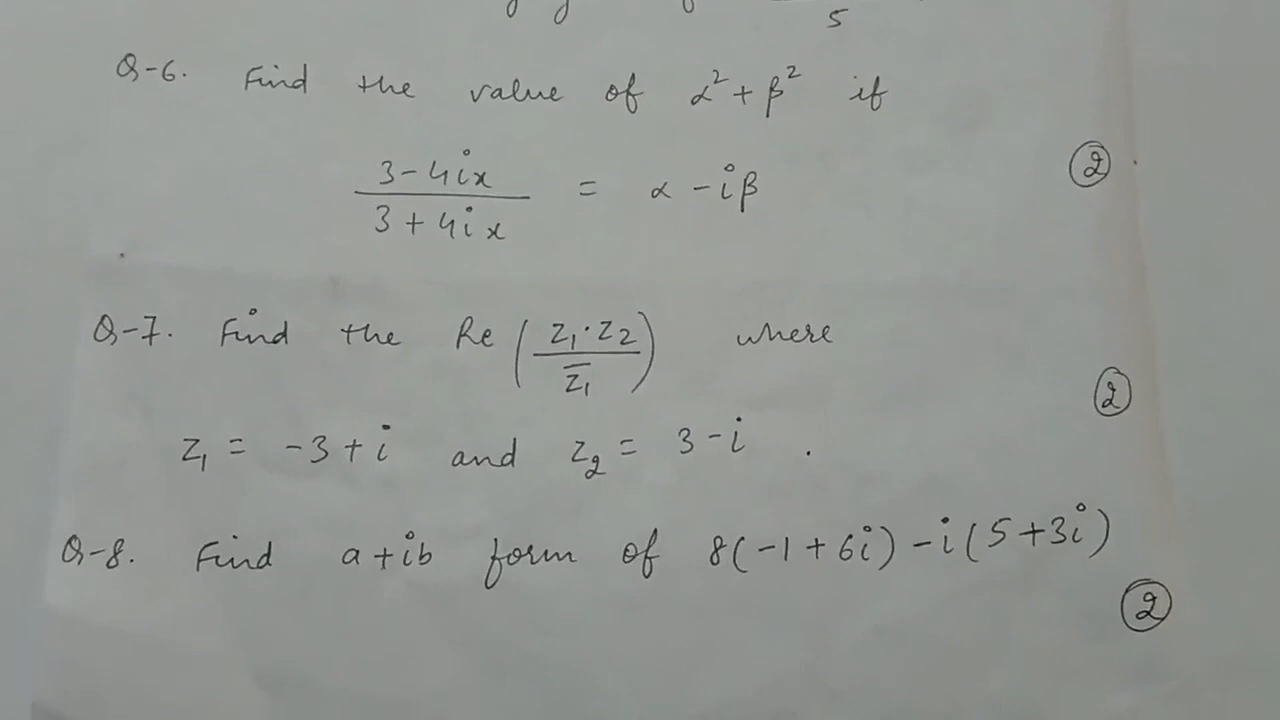 5
Q-6. Find the value of α² + β² if
(3 - 4ix)/(3 + 4ix) = α - iβ
②
Q-7. Find the Re (z₁·z₂/z̄₁) where
②
z₁ = -3 + i and z₂ = 3 - i .
Q-8. Find a + ib form of 8(-1 + 6i) - i(5 + 3i)
②